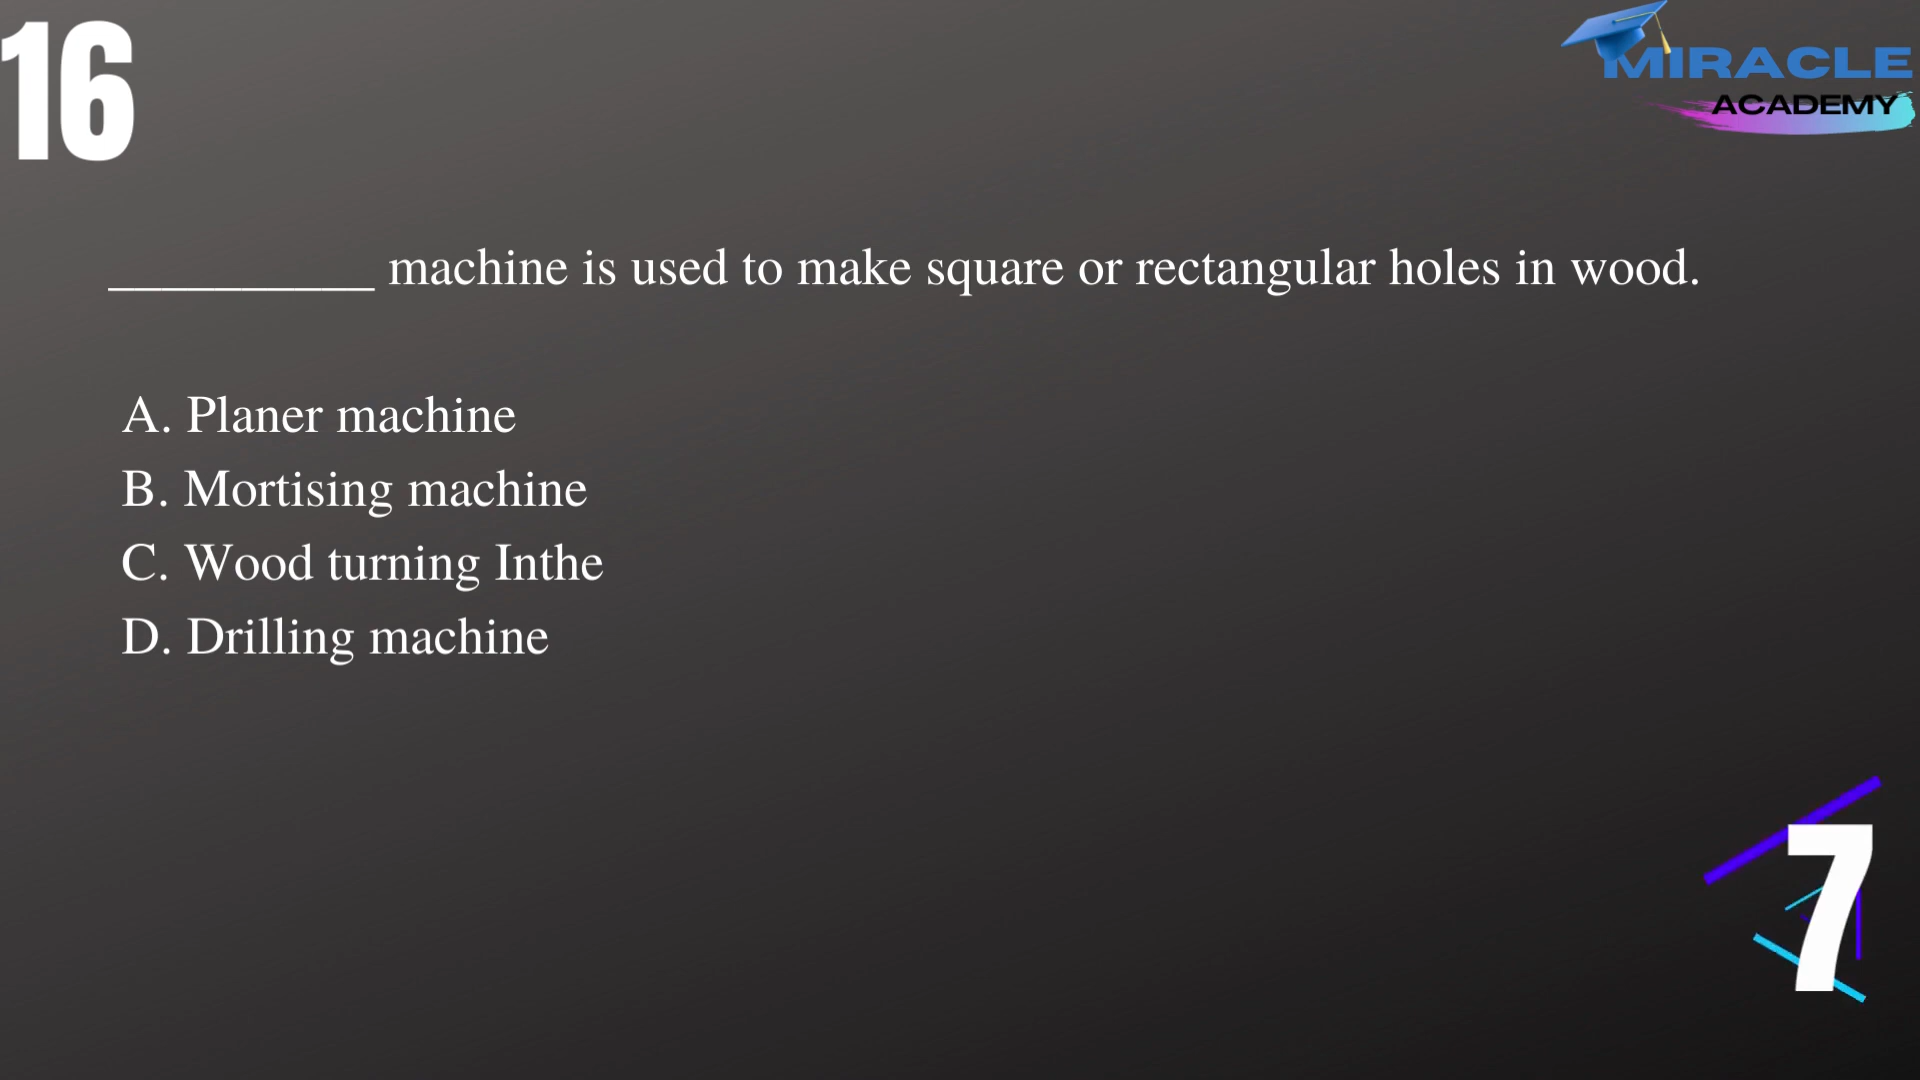 16
MIRACLE
ACADEMY
__________ machine is used to make square or rectangular holes in wood.
A. Planer machine
B. Mortising machine
C. Wood turning Inthe
D. Drilling machine
7